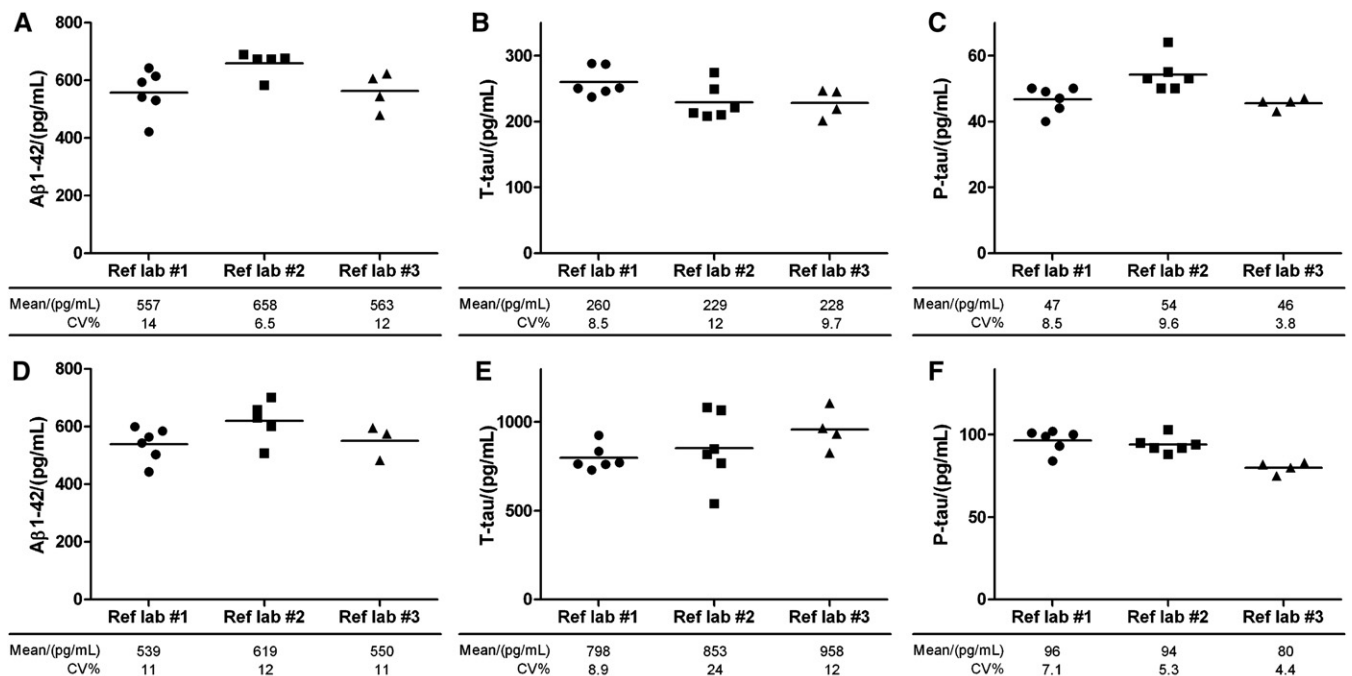 A
Aβ1-42/(pg/mL)
800
600
400
200
0
Ref lab #1 Ref lab #2 Ref lab #3
Mean/(pg/mL) 557 658 563
CV% 14 6.5 12
B
T-tau/(pg/mL)
300
200
100
0
Ref lab #1 Ref lab #2 Ref lab #3
Mean/(pg/mL) 260 229 228
CV% 8.5 12 9.7
C
P-tau/(pg/mL)
60
40
20
0
Ref lab #1 Ref lab #2 Ref lab #3
Mean/(pg/mL) 47 54 46
CV% 8.5 9.6 3.8
D
Aβ1-42/(pg/mL)
800
600
400
200
0
Ref lab #1 Ref lab #2 Ref lab #3
Mean/(pg/mL) 539 619 550
CV% 11 12 11
E
T-tau/(pg/mL)
1000
500
0
Ref lab #1 Ref lab #2 Ref lab #3
Mean/(pg/mL) 798 853 958
CV% 8.9 24 12
F
P-tau/(pg/mL)
100
50
0
Ref lab #1 Ref lab #2 Ref lab #3
Mean/(pg/mL) 96 94 80
CV% 7.1 5.3 4.4